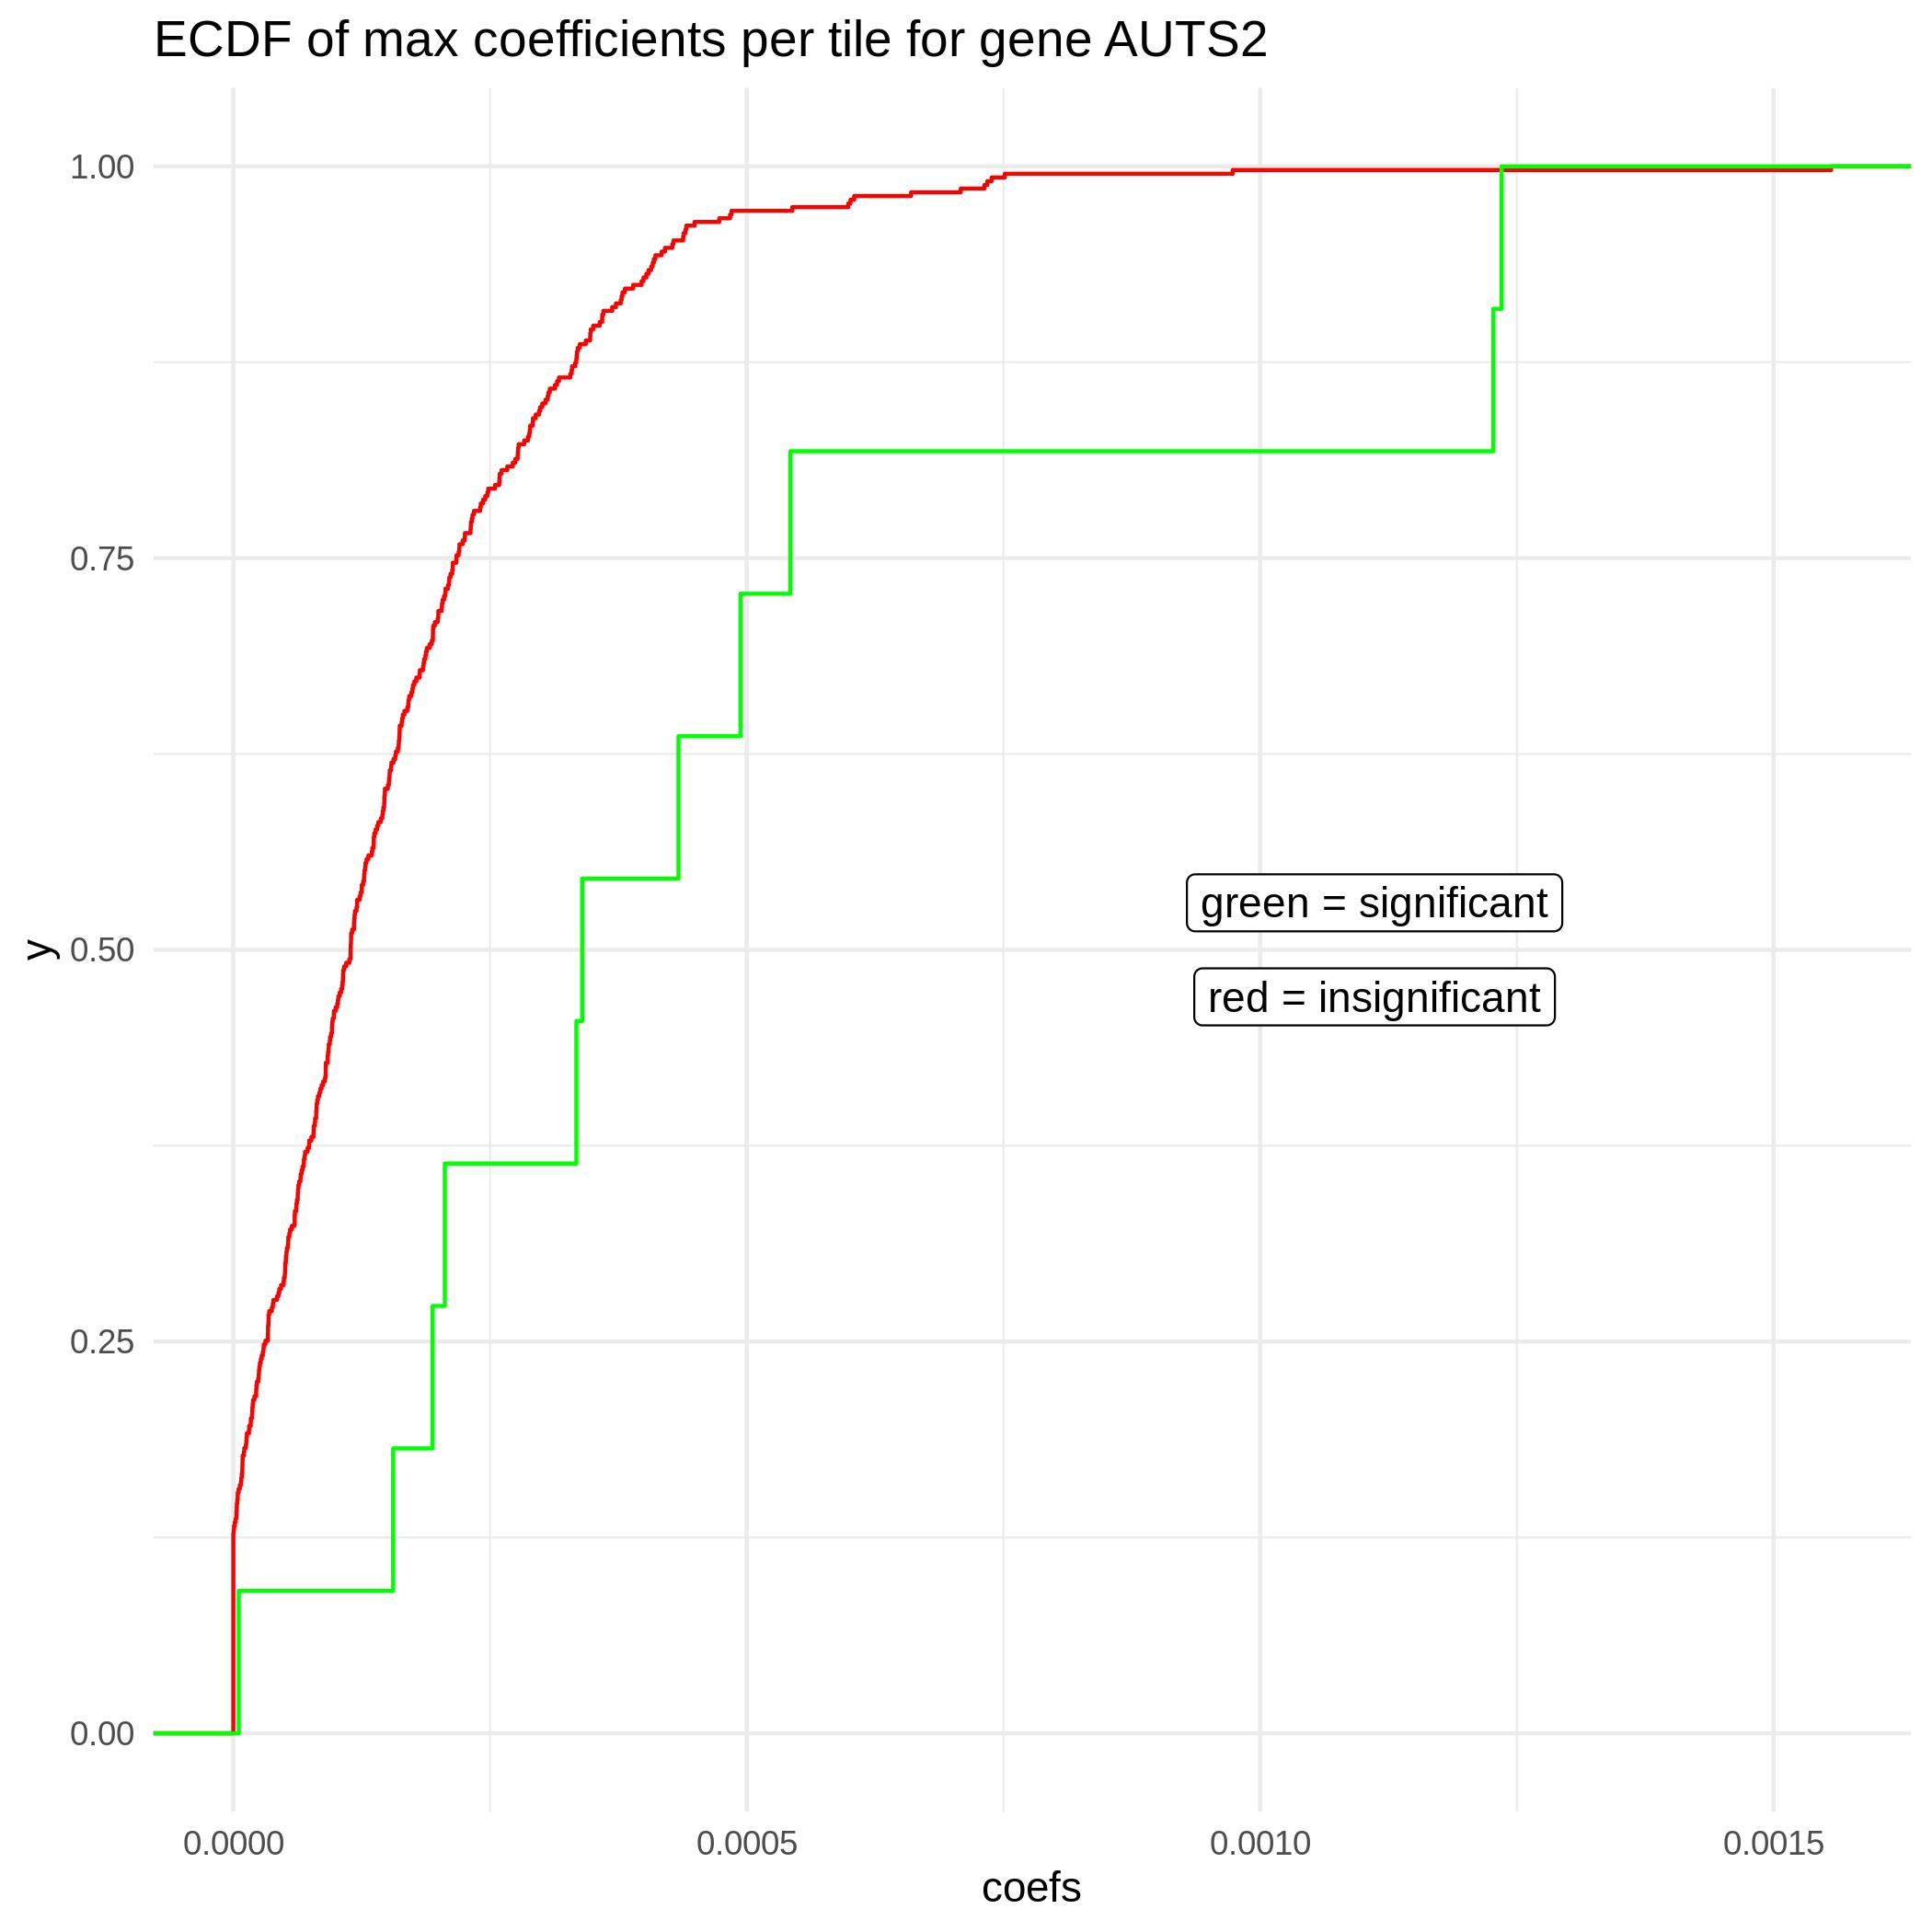 ECDF of max coefficients per tile for gene AUTS2
1.00
0.75
0.50
0.25
0.00
y
green = significant
red = insignificant
0.0000
0.0005
0.0010
0.0015
coefs